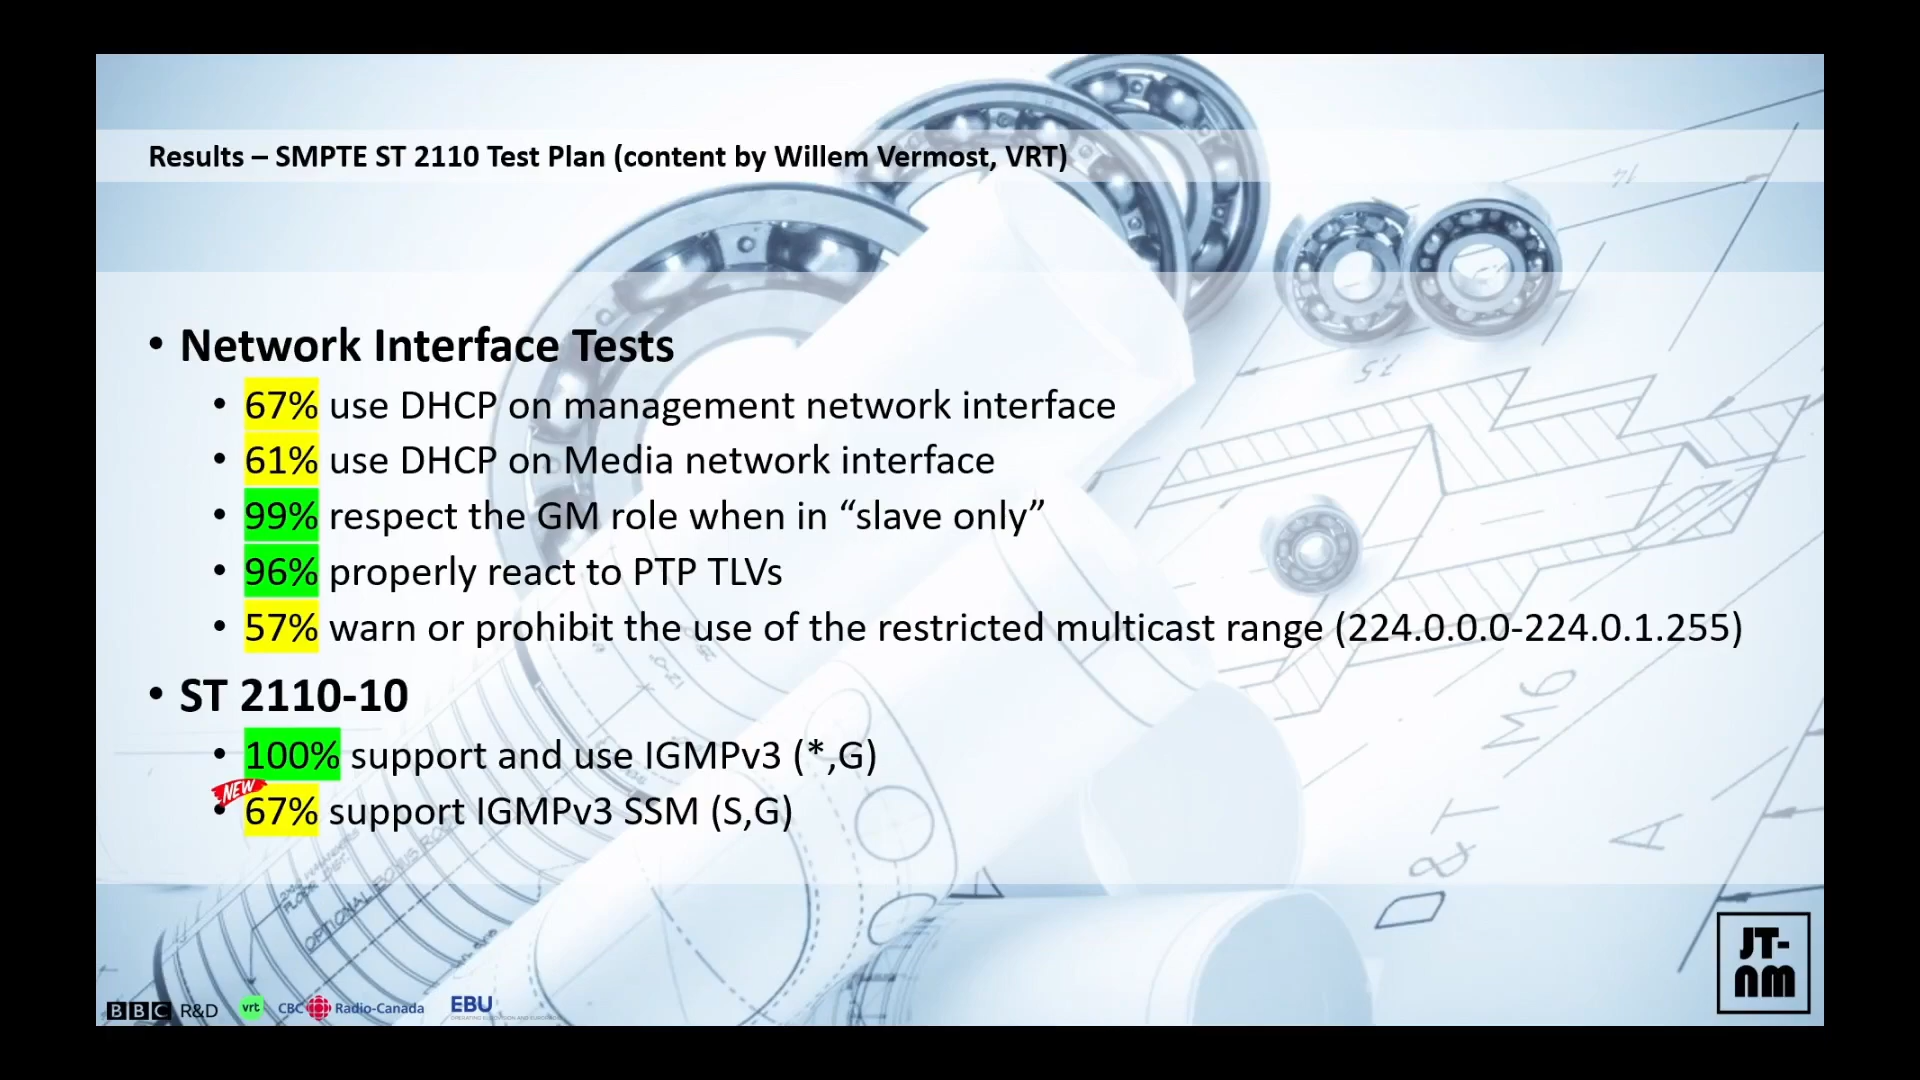 Results – SMPTE ST 2110 Test Plan (content by Willem Vermost, VRT)
• Network Interface Tests
• 67% use DHCP on management network interface
• 61% use DHCP on Media network interface
• 99% respect the GM role when in “slave only”
• 96% properly react to PTP TLVs
• 57% warn or prohibit the use of the restricted multicast range (224.0.0.0-224.0.1.255)
• ST 2110-10
• 100% support and use IGMPv3 (*,G)
NEW
• 67% support IGMPv3 SSM (S,G)
14
75
M6
D&T
A
OPTIONAL
JT-
nm
BBC R&D
vrt
CBC Radio-Canada
EBU